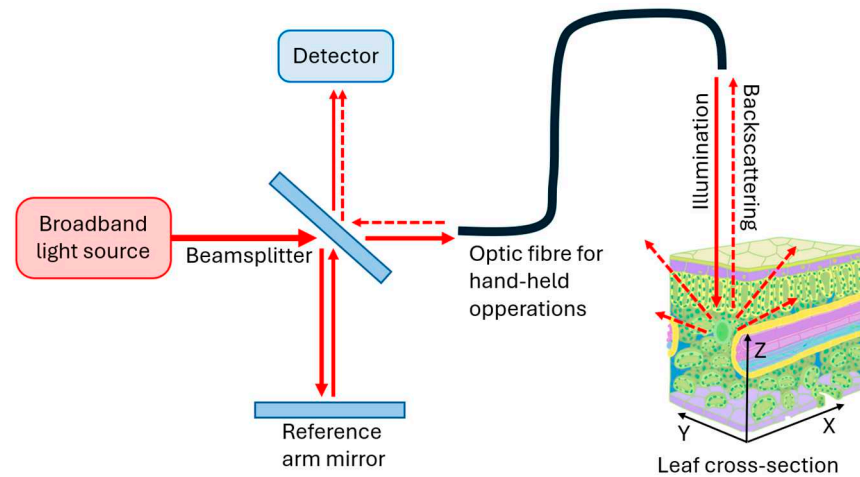 Detector
Broadband
light source
Beamsplitter
Optic fibre for
hand-held
opperations
Illumination
Backscattering
Reference
arm mirror
Z
Y
X
Leaf cross-section